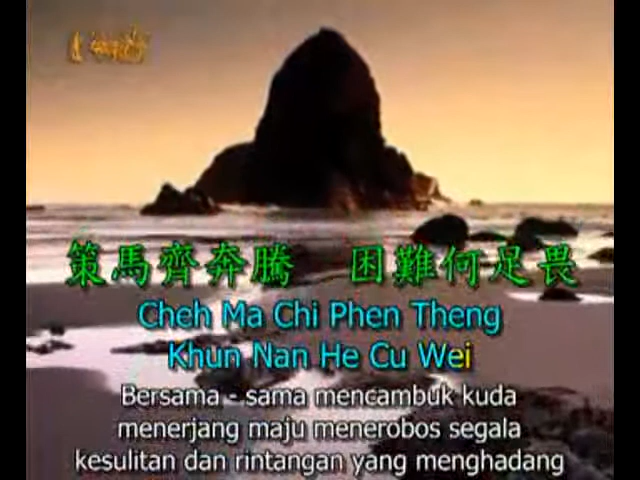 策馬齊奔騰 困難何足畏
Cheh Ma Chi Phen Theng
Khun Nan He Cu Wei
Bersama - sama mencambuk kuda
menerjang maju menerobos segala
kesulitan dan rintangan yang menghadang